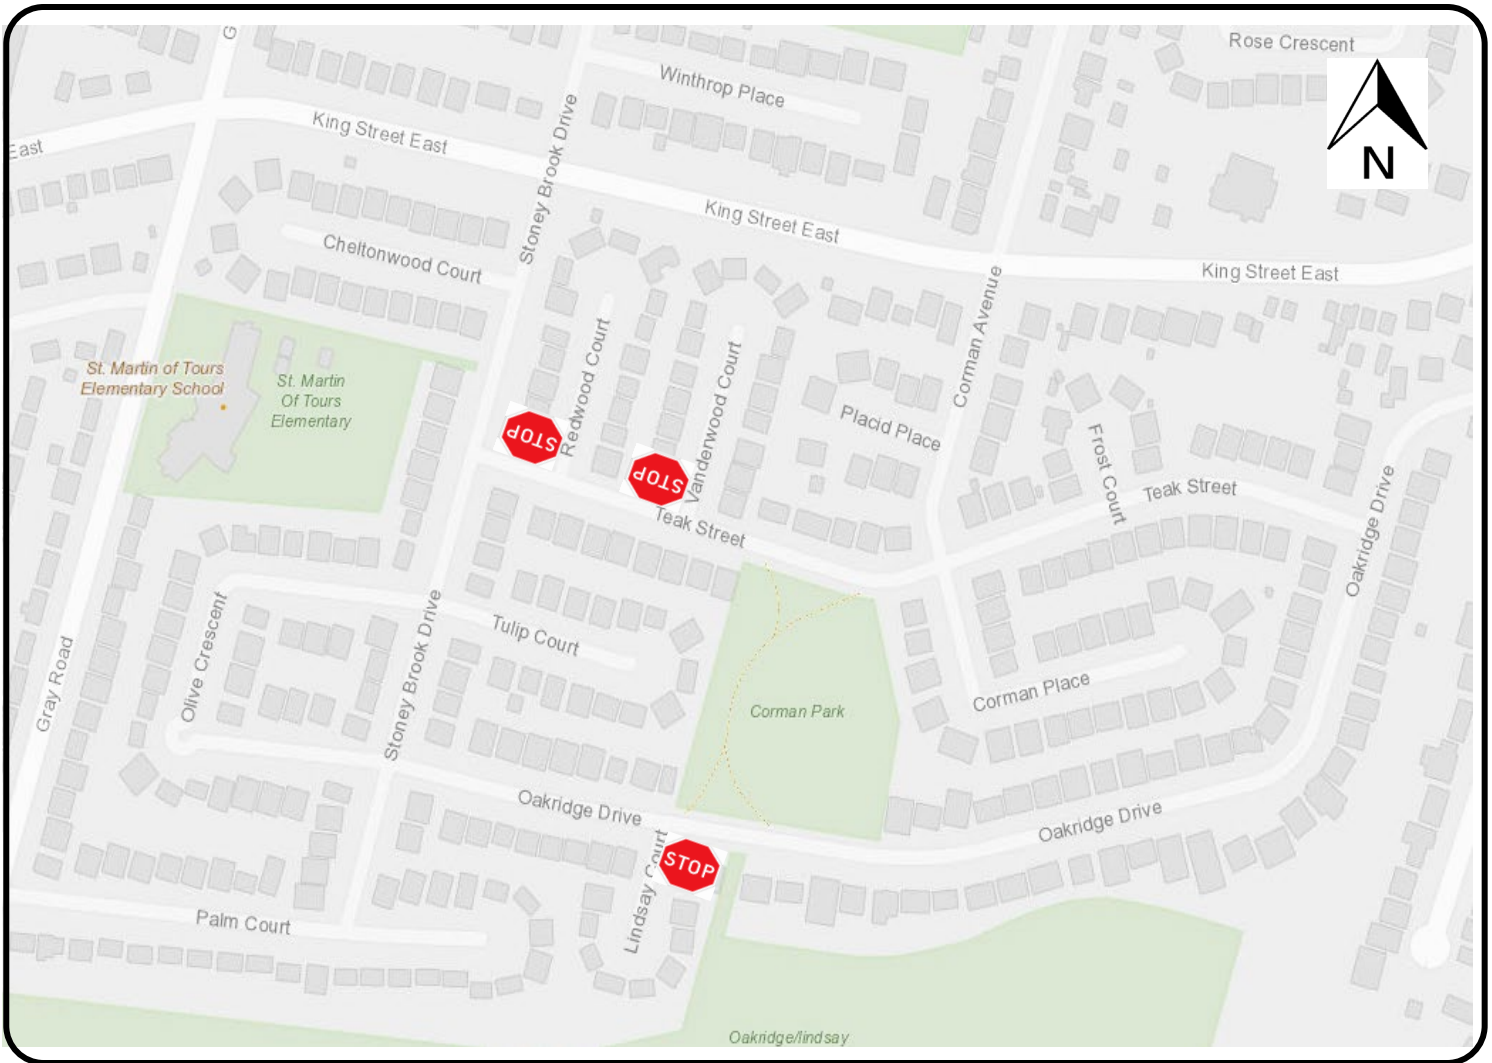 G
Rose Crescent
Winthrop Place
N
King Street East
East
Stoney Brook Drive
King Street East
Cheltonwood Court
King Street East
Corman Avenue
St. Martin of Tours
Elementary School
St. Martin
Of Tours
Elementary
Redwood Court
Vanderwood Court
Placid Place
STOP
STOP
Frost Court
Teak Street
Teak Street
Oakridge Drive
Olive Crescent
Stoney Brook Drive
Tulip Court
Gray Road
Corman Place
Corman Park
Oakridge Drive
Oakridge Drive
Lindsay Court
STOP
Palm Court
Oakridge/lindsay